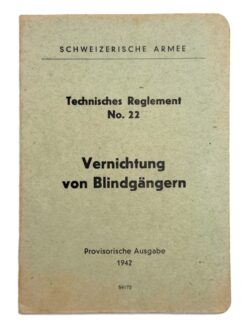 SCHWEIZERISCHE ARMEE
Technisches Reglement
No. 22
Vernichtung
von Blindgängern
Provisorische Ausgabe
1942